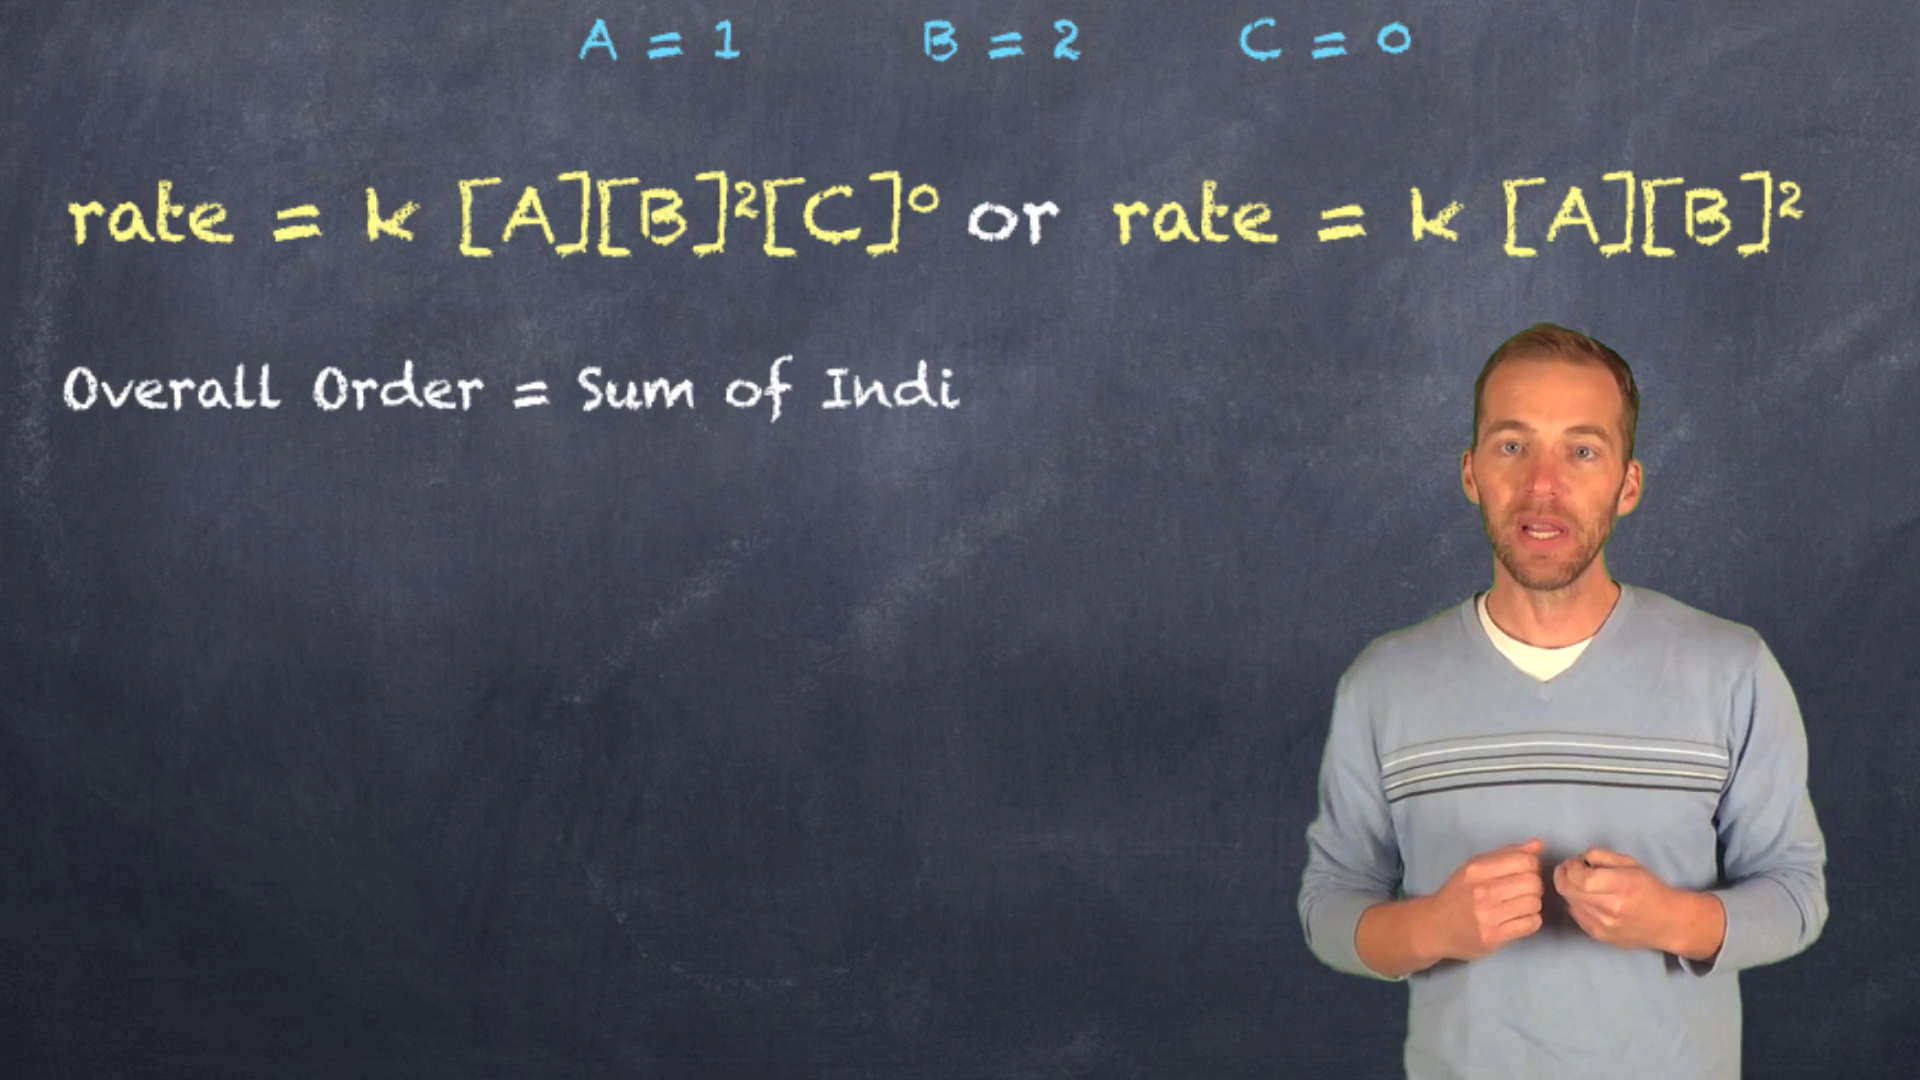 A = 1 B = 2 C = 0
rate = k [A][B]²[C]⁰ or rate = k [A][B]²
Overall Order = Sum of Indi